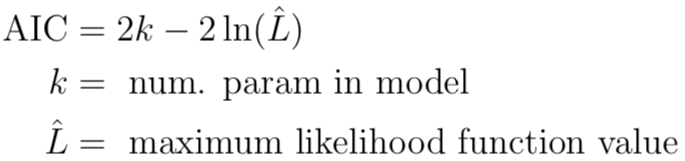 AIC = 2k − 2 ln(L̂)
k = num. param in model
L̂ = maximum likelihood function value